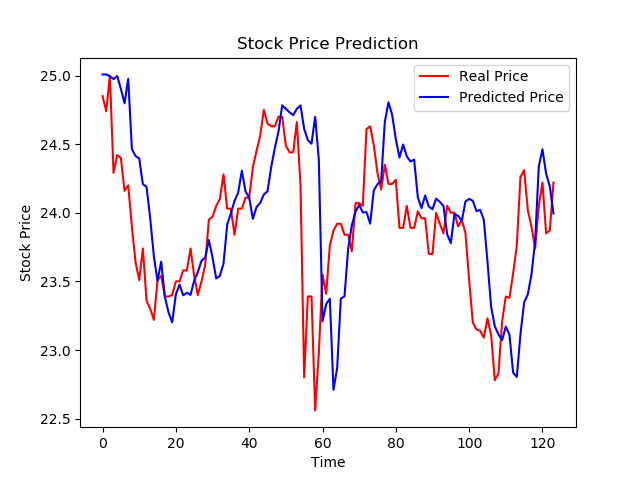 Stock Price Prediction
Real Price
Predicted Price
25.0
24.5
24.0
23.5
23.0
22.5
Stock Price
0 20 40 60 80 100 120
Time